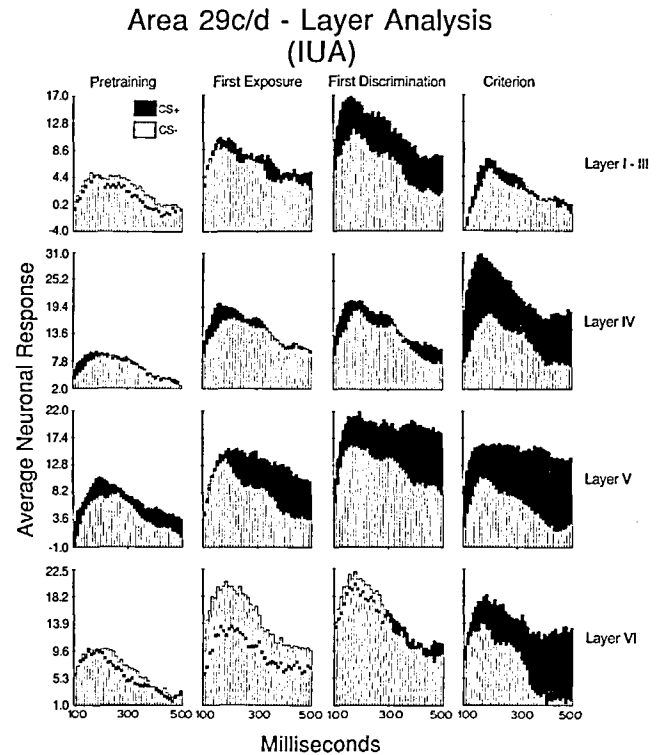 Area 29c/d - Layer Analysis
(IUA)
Pretraining First Exposure First Discrimination Criterion
17.0
12.8
8.6
4.4
0.2
-4.0
CS+
CS-
Layer I - III
31.0
25.2
19.4
13.6
7.8
2.0
Layer IV
Average Neuronal Response
22.0
17.4
12.8
8.2
3.6
-1.0
Layer V
22.5
18.2
13.9
9.6
5.3
1.0
Layer VI
100 300 500 100 300 500 100 300 500 100 300 500
Milliseconds